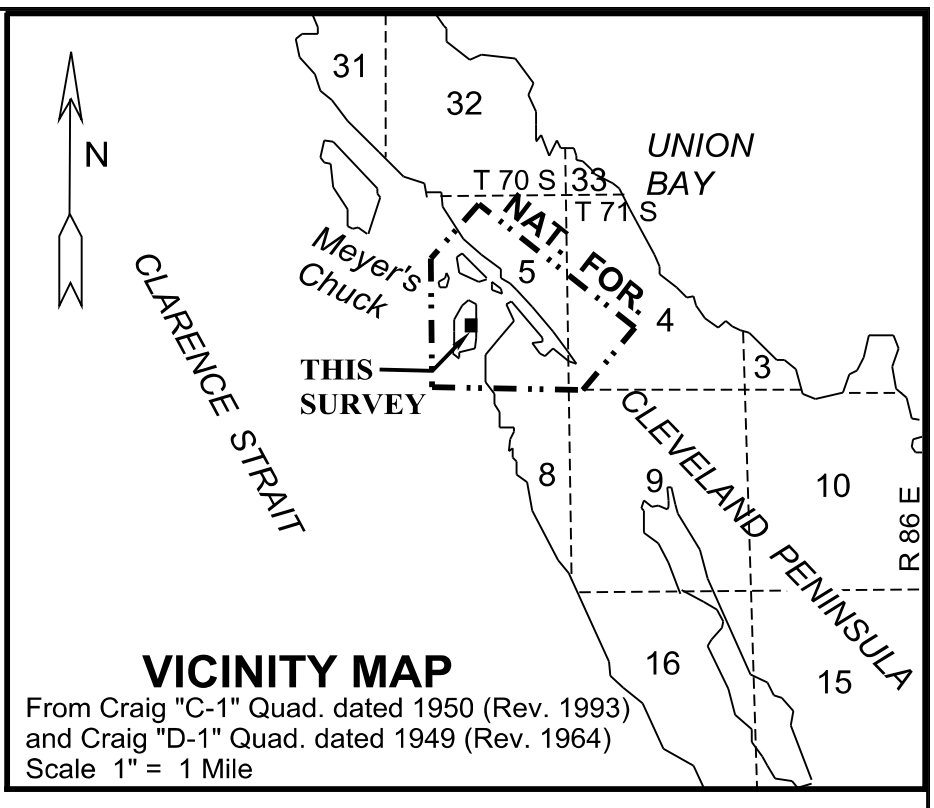 31
32
N
UNION
BAY
T 70 S
33
T 71 S
NAT. FOR.
Meyer's
Chuck
5
4
CLARENCE STRAIT
THIS
SURVEY
3
CLEVELAND PENINSULA
8
9
10
R 86 E
16
15
VICINITY MAP
From Craig "C-1" Quad. dated 1950 (Rev. 1993)
and Craig "D-1" Quad. dated 1949 (Rev. 1964)
Scale 1" = 1 Mile